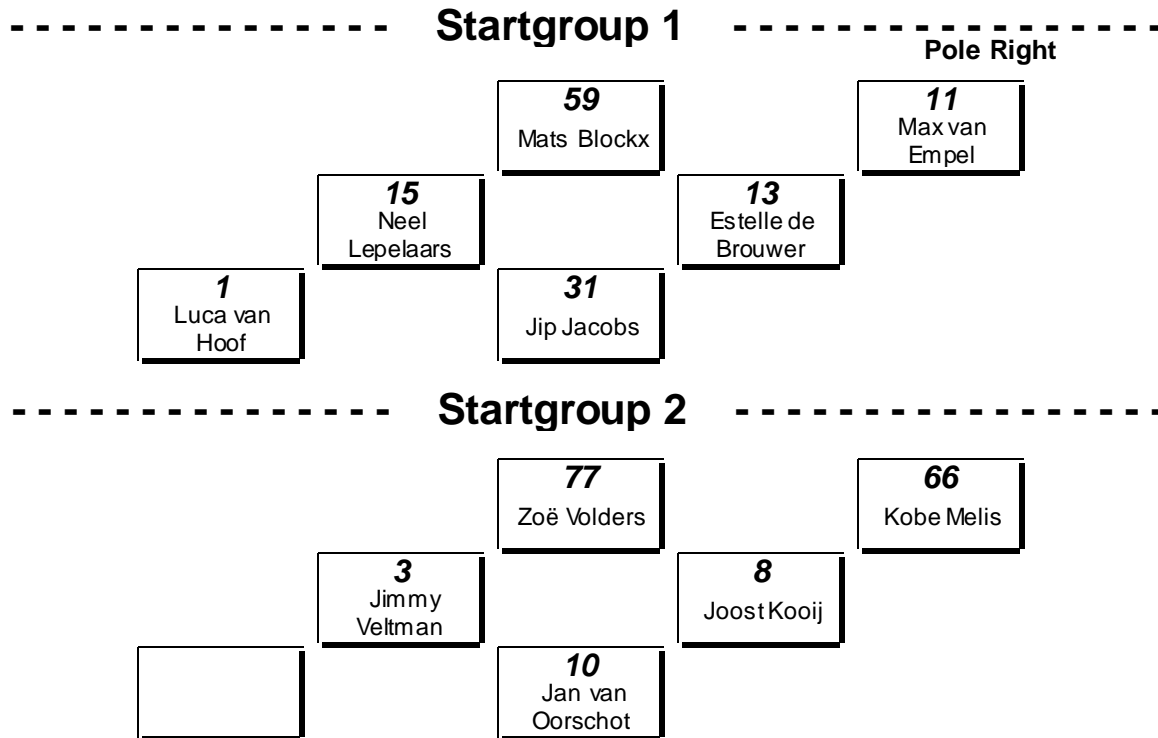 Startgroup 1
Pole Right
59
Mats Blockx
11
Max van
Empel
15
Neel
Lepelaars
13
Estelle de
Brouwer
1
Luca van
Hoof
31
Jip Jacobs
Startgroup 2
77
Zoë Volders
66
Kobe Melis
3
Jimmy
Veltman
8
Joost Kooij
10
Jan van
Oorschot